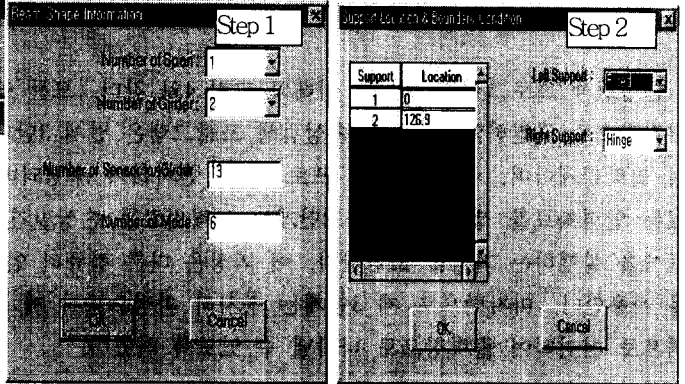 Beam Shape Information
Step 1
Number of Span : 1
Number of Girder : 2
Number of Sensor to Girder : 13
Number of Mode : 6
OK
Cancel
Support Location & Boundary Condition
Step 2
Support Location
1 0
2 126.9
Left Support :
Right Support : Hinge
OK
Cancel